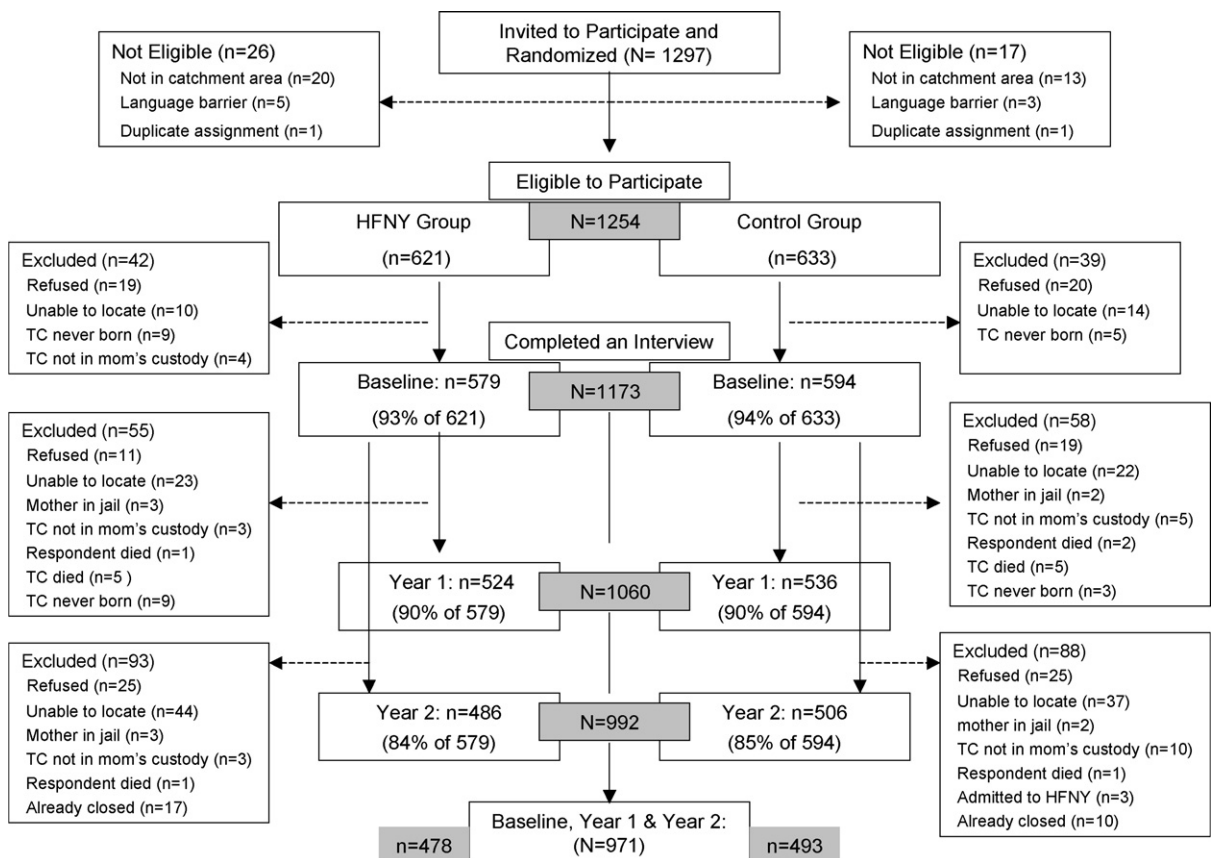 Invited to Participate and
Randomized (N= 1297)
Not Eligible (n=26)
Not in catchment area (n=20)
Language barrier (n=5)
Duplicate assignment (n=1)
Not Eligible (n=17)
Not in catchment area (n=13)
Language barrier (n=3)
Duplicate assignment (n=1)
Eligible to Participate
HFNY Group
(n=621)
N=1254
Control Group
(n=633)
Excluded (n=42)
Refused (n=19)
Unable to locate (n=10)
TC never born (n=9)
TC not in mom’s custody (n=4)
Excluded (n=39)
Refused (n=20)
Unable to locate (n=14)
TC never born (n=5)
Completed an Interview
Baseline: n=579
(93% of 621)
N=1173
Baseline: n=594
(94% of 633)
Excluded (n=55)
Refused (n=11)
Unable to locate (n=23)
Mother in jail (n=3)
TC not in mom’s custody (n=3)
Respondent died (n=1)
TC died (n=5 )
TC never born (n=9)
Excluded (n=58)
Refused (n=19)
Unable to locate (n=22)
Mother in jail (n=2)
TC not in mom’s custody (n=5)
Respondent died (n=2)
TC died (n=5)
TC never born (n=3)
Year 1: n=524
(90% of 579)
N=1060
Year 1: n=536
(90% of 594)
Excluded (n=93)
Refused (n=25)
Unable to locate (n=44)
Mother in jail (n=3)
TC not in mom’s custody (n=3)
Respondent died (n=1)
Already closed (n=17)
Excluded (n=88)
Refused (n=25)
Unable to locate (n=37)
mother in jail (n=2)
TC not in mom’s custody (n=10)
Respondent died (n=1)
Admitted to HFNY (n=3)
Already closed (n=10)
Year 2: n=486
(84% of 579)
N=992
Year 2: n=506
(85% of 594)
n=478
Baseline, Year 1 & Year 2:
(N=971)
n=493